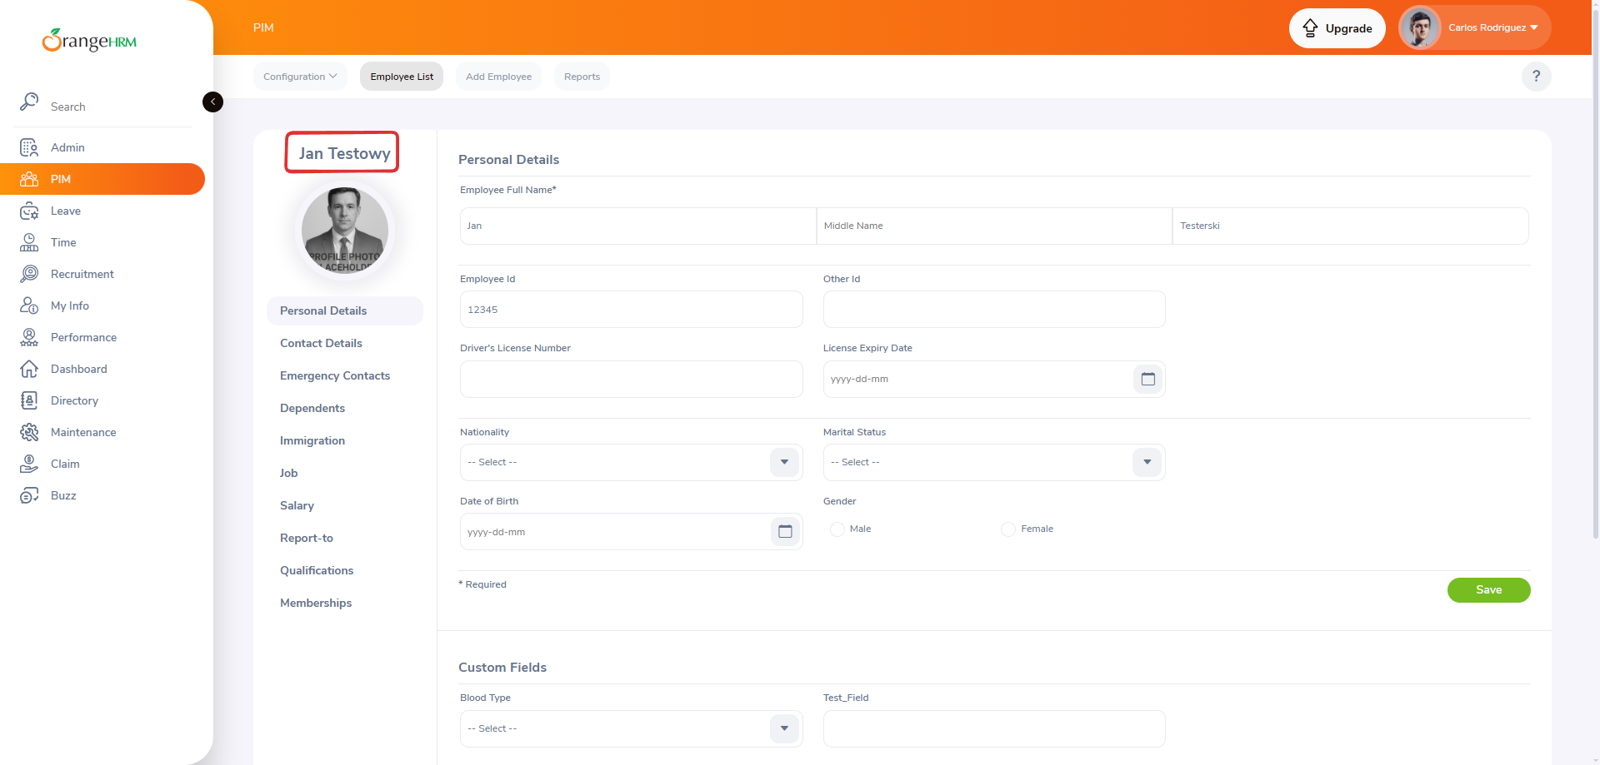 OrangeHRM
PIM
Upgrade
Carlos Rodriguez
Configuration
Employee List
Add Employee
Reports
?
Search
Admin
PIM
Leave
Time
Recruitment
My Info
Performance
Dashboard
Directory
Maintenance
Claim
Buzz
Jan Testowy
PROFILE PHOTO
Personal Details
Contact Details
Emergency Contacts
Dependents
Immigration
Job
Salary
Report-to
Qualifications
Memberships
Personal Details
Employee Full Name*
Jan
Middle Name
Testerski
Employee Id
Other Id
12345
Driver's License Number
License Expiry Date
yyyy-dd-mm
Nationality
Marital Status
-- Select --
-- Select --
Date of Birth
Gender
yyyy-dd-mm
Male
Female
* Required
Save
Custom Fields
Blood Type
Test_Field
-- Select --